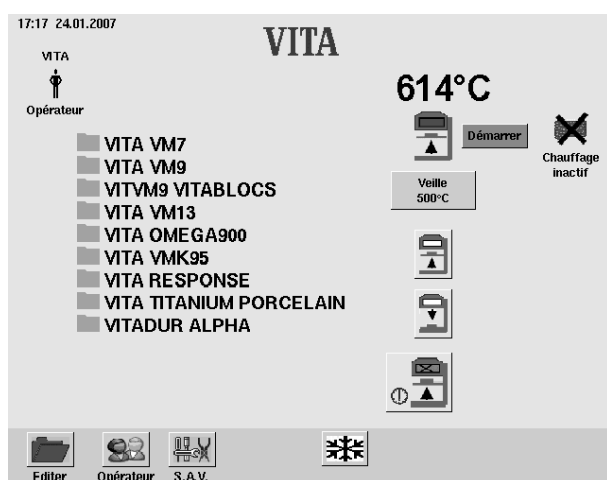 17:17 24.01.2007
VITA
VITA
Opérateur
614°C
Démarrer
Chauffage
inactif
Veille
500°C
VITA VM7
VITA VM9
VITVM9 VITABLOCS
VITA VM13
VITA OMEGA900
VITA VMK95
VITA RESPONSE
VITA TITANIUM PORCELAIN
VITADUR ALPHA
Editer
Opérateur
S.A.V.